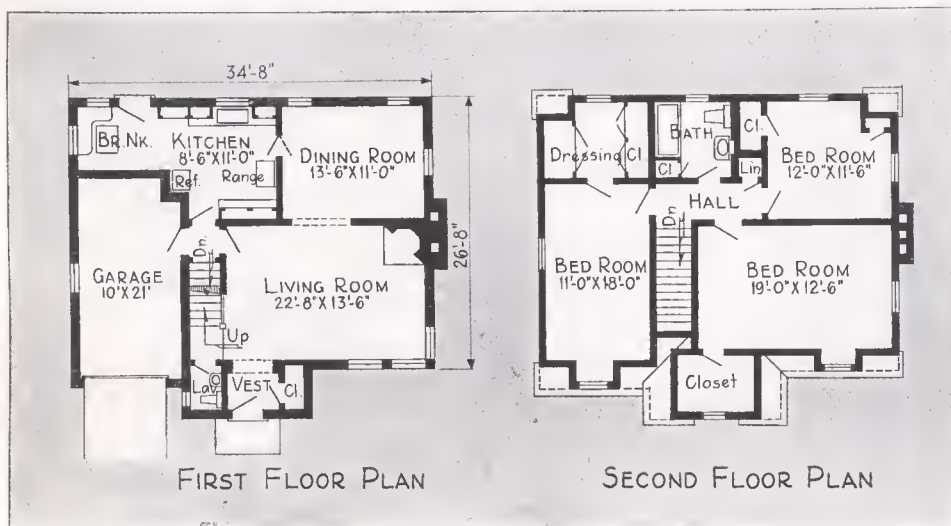 34'-8"
BR.NK.
KITCHEN
8'-6"X11'-0"
Ref.
Range
DINING ROOM
13'-6"X11'-0"
26'-8"
GARAGE
10'X21'
Dn.
LIVING ROOM
22'-8"X13'-6"
Up
Lav
VEST.
Cl.
FIRST FLOOR PLAN
Dressing
Cl
BATH
Cl
Cl.
Lin
BED ROOM
12'-0"X11'-6"
HALL
Dn.
BED ROOM
11'-0"X18'-0"
BED ROOM
19'-0"X12'-6"
Closet
SECOND FLOOR PLAN